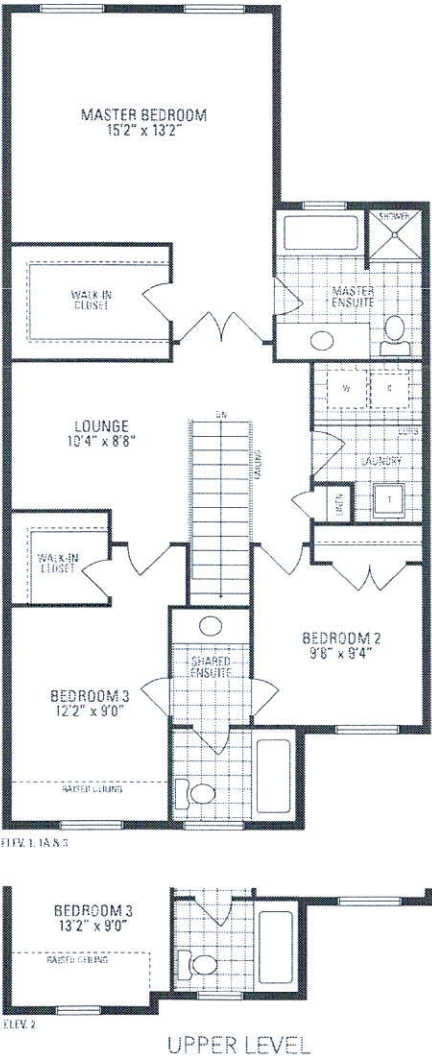 MASTER BEDROOM
15'2" x 13'2"
SHOWER
WALK-IN
CLOSET
MASTER
ENSUITE
W
D
LOUNGE
10'4" x 8'8"
DN
RAILING
LAUNDRY
T
LINEN
WALK-IN
CLOSET
BEDROOM 2
9'8" x 9'4"
SHARED
ENSUITE
BEDROOM 3
12'2" x 9'0"
RAISED CEILING
ELEV. 1, 1A & 3
BEDROOM 3
13'2" x 9'0"
RAISED CEILING
ELEV. 2
UPPER LEVEL